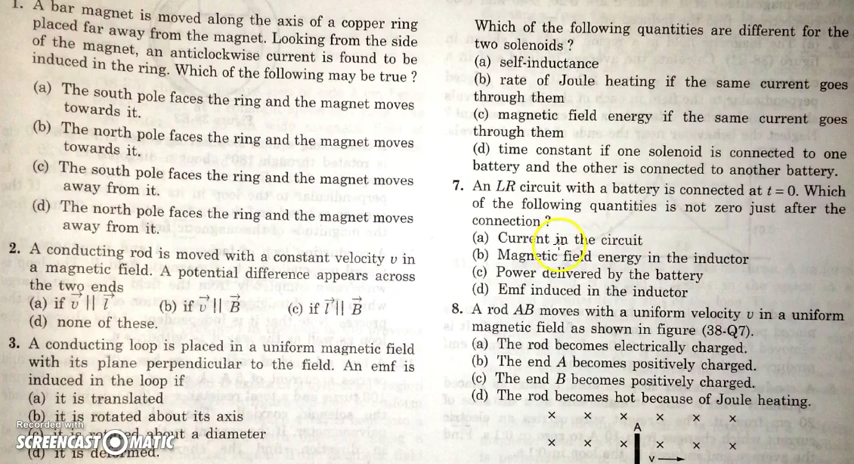 1. A bar magnet is moved along the axis of a copper ring
placed far away from the magnet. Looking from the side
of the magnet, an anticlockwise current is found to be
induced in the ring. Which of the following may be true ?
(a) The south pole faces the ring and the magnet moves
towards it.
(b) The north pole faces the ring and the magnet moves
towards it.
(c) The south pole faces the ring and the magnet moves
away from it.
(d) The north pole faces the ring and the magnet moves
away from it.
2. A conducting rod is moved with a constant velocity υ in
a magnetic field. A potential difference appears across
the two ends
(a) if υ⃗ || l⃗ (b) if υ⃗ || B⃗ (c) if l⃗ || B⃗
(d) none of these.
3. A conducting loop is placed in a uniform magnetic field
with its plane perpendicular to the field. An emf is
induced in the loop if
(a) it is translated
(b) it is rotated about its axis
about a diameter
(d) it is deformed.
Recorded with
SCREENCAST-O-MATIC
Which of the following quantities are different for the
two solenoids ?
(a) self-inductance
(b) rate of Joule heating if the same current goes
through them
(c) magnetic field energy if the same current goes
through them
(d) time constant if one solenoid is connected to one
battery and the other is connected to another battery.
7. An LR circuit with a battery is connected at t = 0. Which
of the following quantities is not zero just after the
connection ?
(a) Current in the circuit
(b) Magnetic field energy in the inductor
(c) Power delivered by the battery
(d) Emf induced in the inductor
8. A rod AB moves with a uniform velocity υ in a uniform
magnetic field as shown in figure (38-Q7).
(a) The rod becomes electrically charged.
(b) The end A becomes positively charged.
(c) The end B becomes positively charged.
(d) The rod becomes hot because of Joule heating.
× × × × × ×
A
× × × × × ×
v